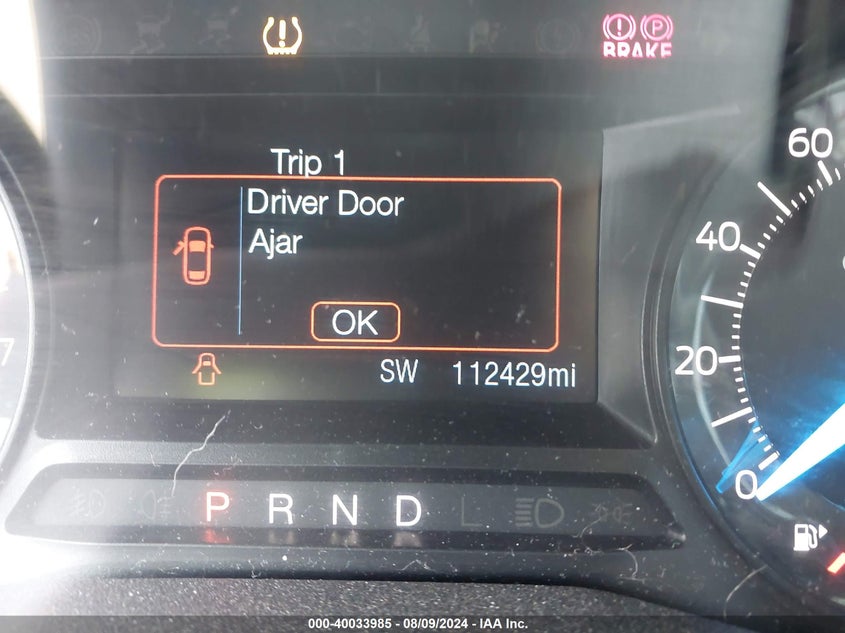 BRAKE
60
Trip 1
Driver Door
Ajar
40
OK
7
20
SW 112429mi
0
P R N D L
000-40033985 - 08/09/2024 - IAA Inc.